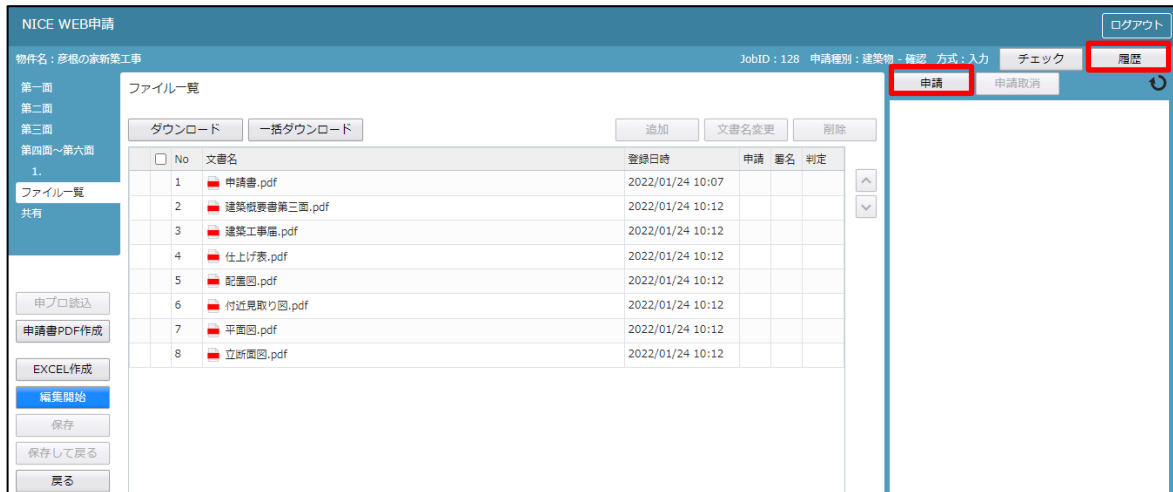 NICE WEB申請
ログアウト
物件名：彦根の家新築工事
JobID：128 申請種別：建築物 - 確認 方式：入力
チェック
履歴
第一面
第二面
第三面
第四面～第六面
1.
ファイル一覧
共有
申プロ読込
申請書PDF作成
EXCEL作成
編集開始
保存
保存して戻る
戻る
ファイル一覧
ダウンロード 一括ダウンロード 追加 文書名変更 削除
No 文書名 登録日時 申請 署名 判定
1 申請書.pdf 2022/01/24 10:07
2 建築概要書第三面.pdf 2022/01/24 10:12
3 建築工事届.pdf 2022/01/24 10:12
4 仕上げ表.pdf 2022/01/24 10:12
5 配置図.pdf 2022/01/24 10:12
6 付近見取り図.pdf 2022/01/24 10:12
7 平面図.pdf 2022/01/24 10:12
8 立断面図.pdf 2022/01/24 10:12
申請 申請取消